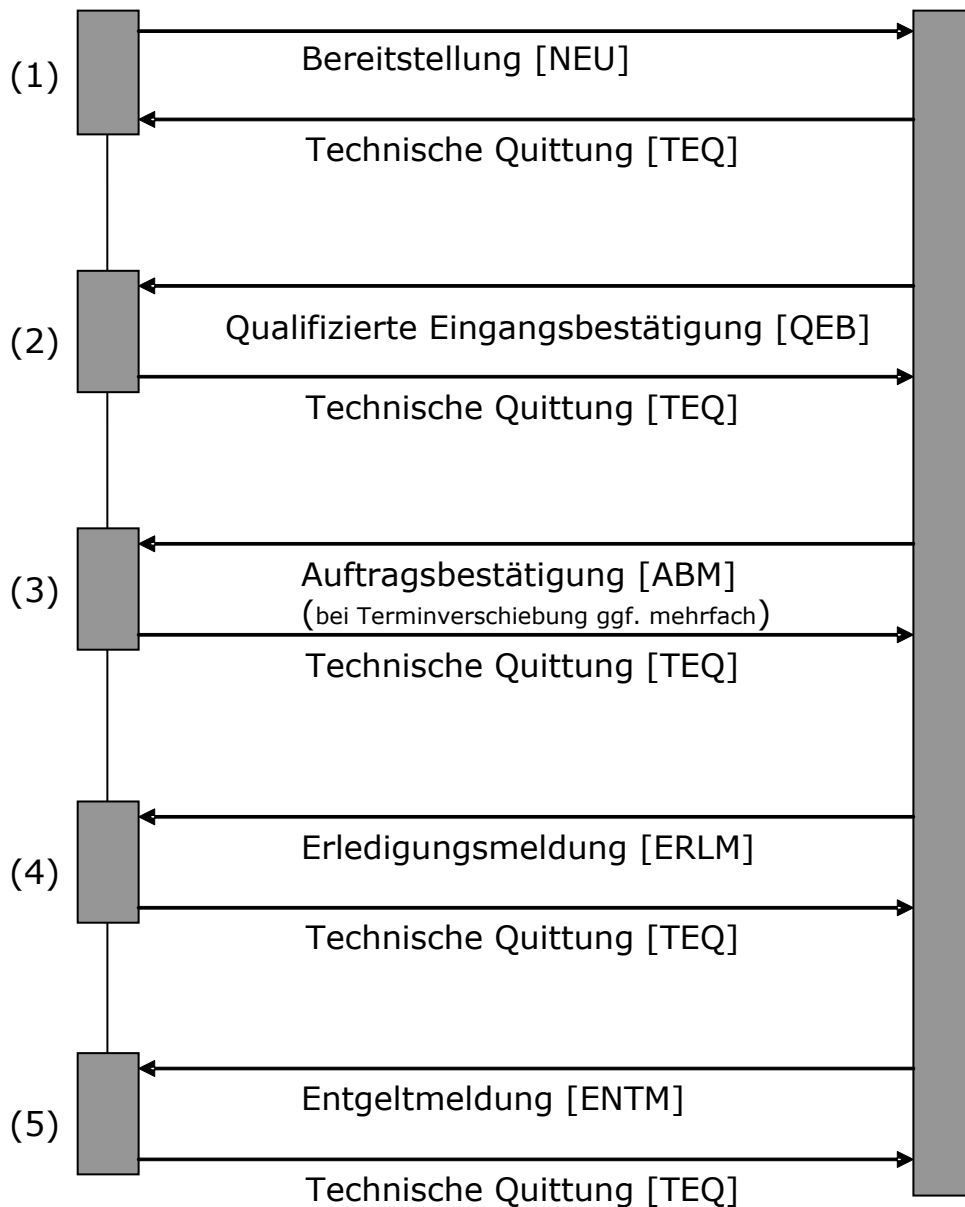 Bereitstellung [NEU]
(1)
Technische Quittung [TEQ]
Qualifizierte Eingangsbestätigung [QEB]
(2)
Technische Quittung [TEQ]
Auftragsbestätigung [ABM]
(3)
(bei Terminverschiebung ggf. mehrfach)
Technische Quittung [TEQ]
Erledigungsmeldung [ERLM]
(4)
Technische Quittung [TEQ]
Entgeltmeldung [ENTM]
(5)
Technische Quittung [TEQ]